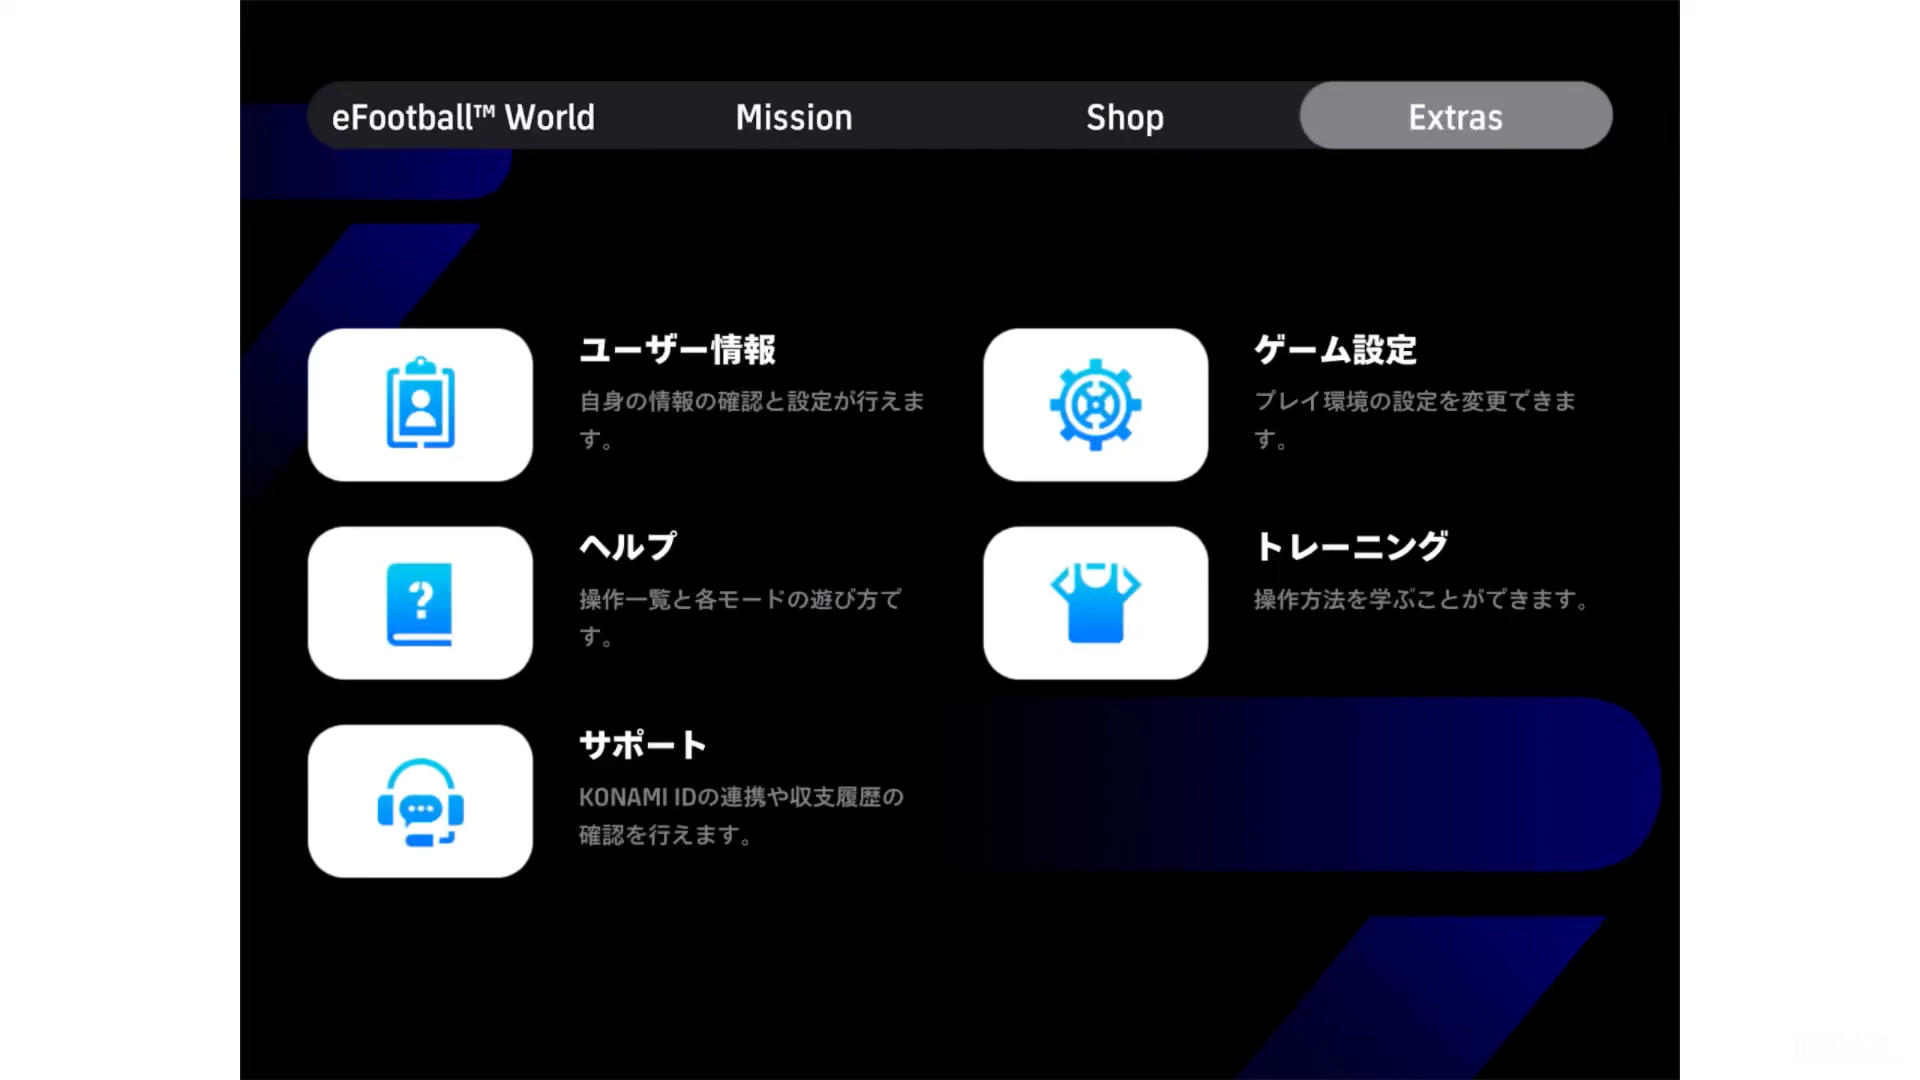 eFootball™ World
Mission
Shop
Extras
ユーザー情報
自身の情報の確認と設定が行えま
す。
ゲーム設定
プレイ環境の設定を変更できま
す。
ヘルプ
操作一覧と各モードの遊び方で
す。
トレーニング
操作方法を学ぶことができます。
サポート
KONAMI IDの連携や収支履歴の
確認を行えます。